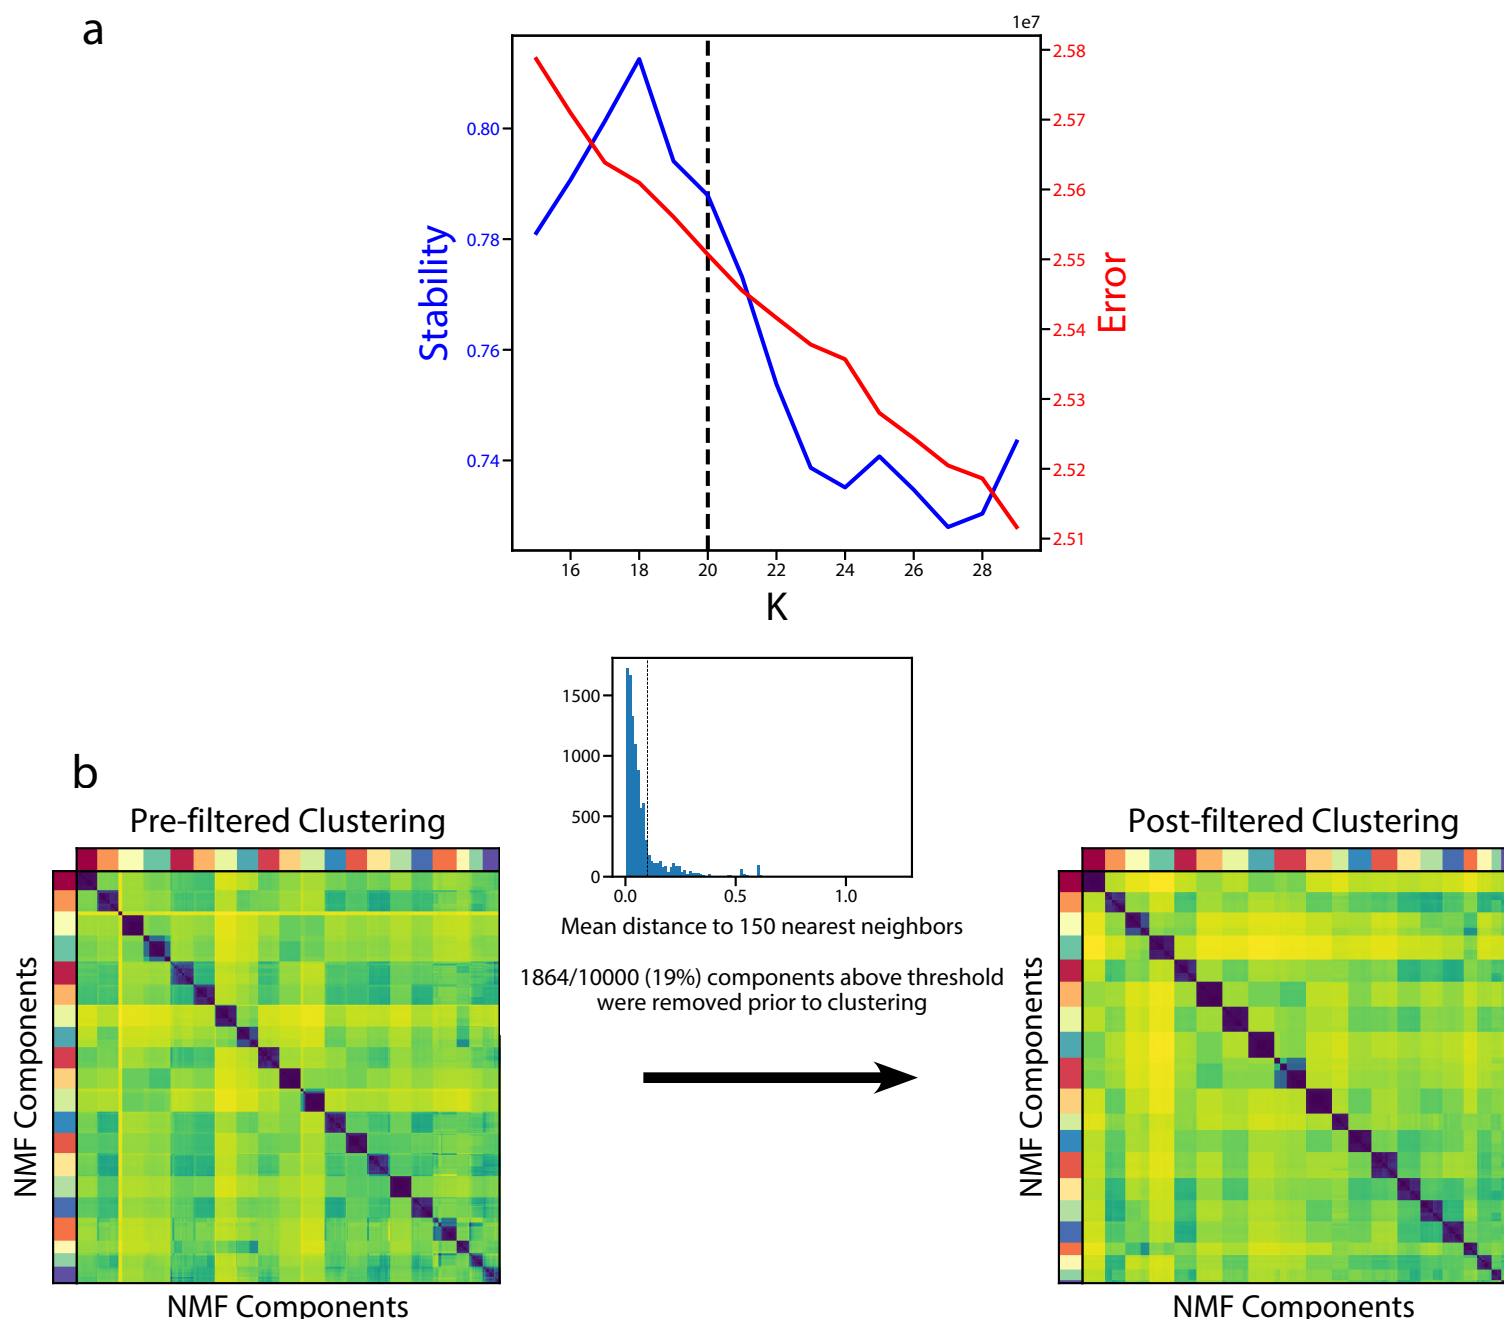 a
1e7
0.80
0.78
0.76
0.74
Stability
2.58
2.57
2.56
2.55
2.54
2.53
2.52
2.51
Error
16 18 20 22 24 26 28
K
b
1500
1000
500
0
0.0 0.5 1.0
Mean distance to 150 nearest neighbors
1864/10000 (19%) components above threshold
were removed prior to clustering
Pre-filtered Clustering
NMF Components
NMF Components
Post-filtered Clustering
NMF Components
NMF Components